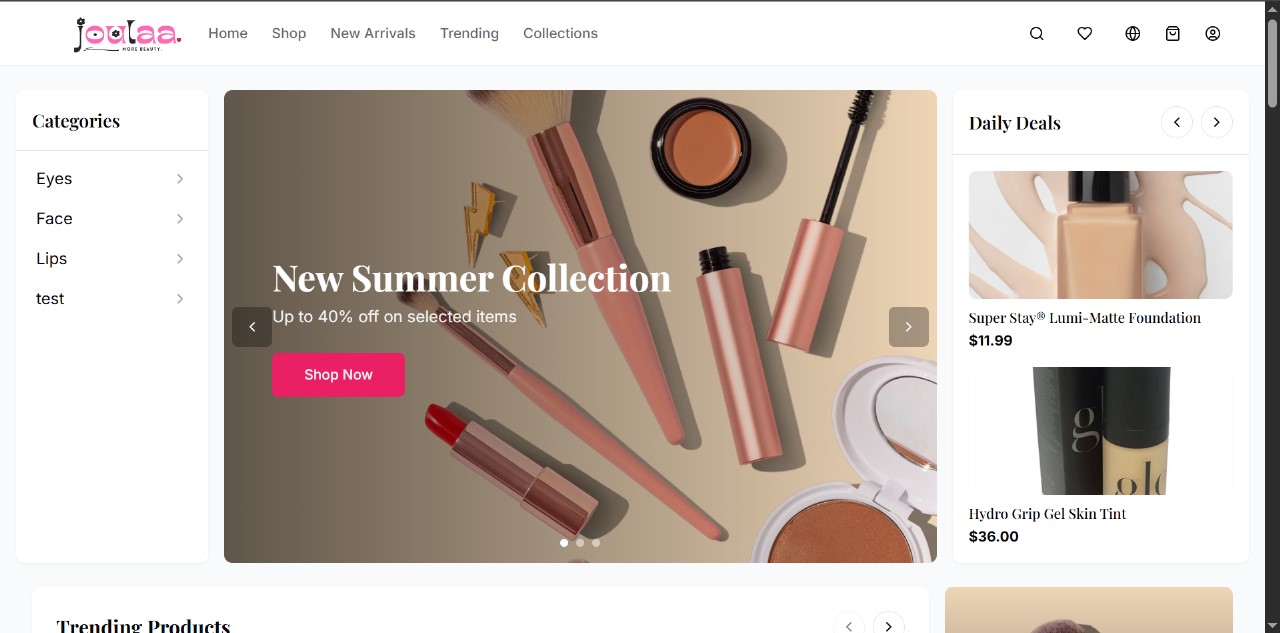 joulaa
MORE BEAUTY.
Home
Shop
New Arrivals
Trending
Collections
Categories
Eyes
Face
Lips
test
New Summer Collection
Up to 40% off on selected items
Shop Now
Daily Deals
Super Stay® Lumi-Matte Foundation
$11.99
g
glo
Hydro Grip Gel Skin Tint
$36.00
Trending Products